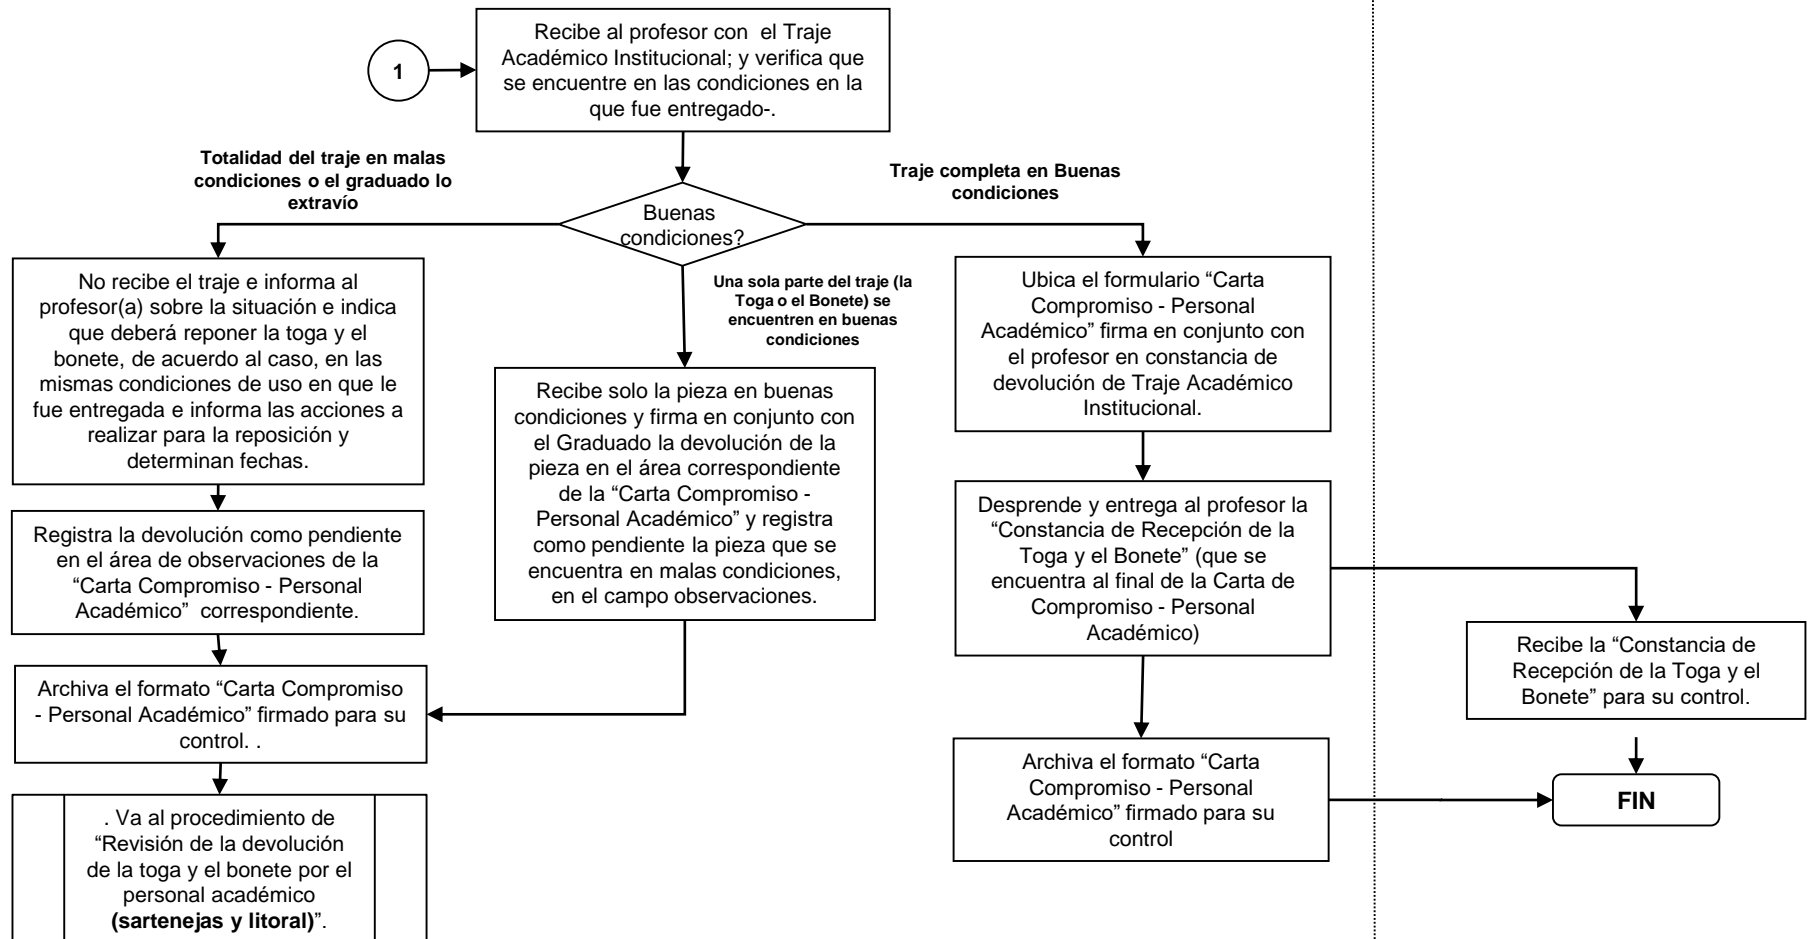 Recibe al profesor con  el Traje
Académico Institucional; y verifica que
se encuentre en las condiciones en la
que fue entregado-.
1
Totalidad del traje en malas
condiciones o el graduado lo
extravío
Traje completa en Buenas
condiciones
Buenas
condiciones?
Una sola parte del traje (la
Toga o el Bonete) se
encuentren en buenas
condiciones
No recibe el traje e informa al
profesor(a) sobre la situación e indica
que deberá reponer la toga y el
bonete, de acuerdo al caso, en las
mismas condiciones de uso en que le
fue entregada e informa las acciones a
realizar para la reposición y
determinan fechas.
Registra la devolución como pendiente
en el área de observaciones de la
“Carta Compromiso - Personal
Académico”  correspondiente.
Archiva el formato “Carta Compromiso
- Personal Académico” firmado para su
control. .
. Va al procedimiento de
“Revisión de la devolución
de la toga y el bonete por el
personal académico
(sartenejas y litoral)”.
Recibe solo la pieza en buenas
condiciones y firma en conjunto con
el Graduado la devolución de la
pieza en el área correspondiente
de la “Carta Compromiso -
Personal Académico” y registra
como pendiente la pieza que se
encuentra en malas condiciones,
en el campo observaciones.
Ubica el formulario “Carta
Compromiso - Personal
Académico” firma en conjunto con
el profesor en constancia de
devolución de Traje Académico
Institucional.
Desprende y entrega al profesor la
“Constancia de Recepción de la
Toga y el Bonete” (que se
encuentra al final de la Carta de
Compromiso - Personal
Académico)
Archiva el formato “Carta
Compromiso - Personal
Académico” firmado para su
control
Recibe la “Constancia de
Recepción de la Toga y el
Bonete” para su control.
FIN